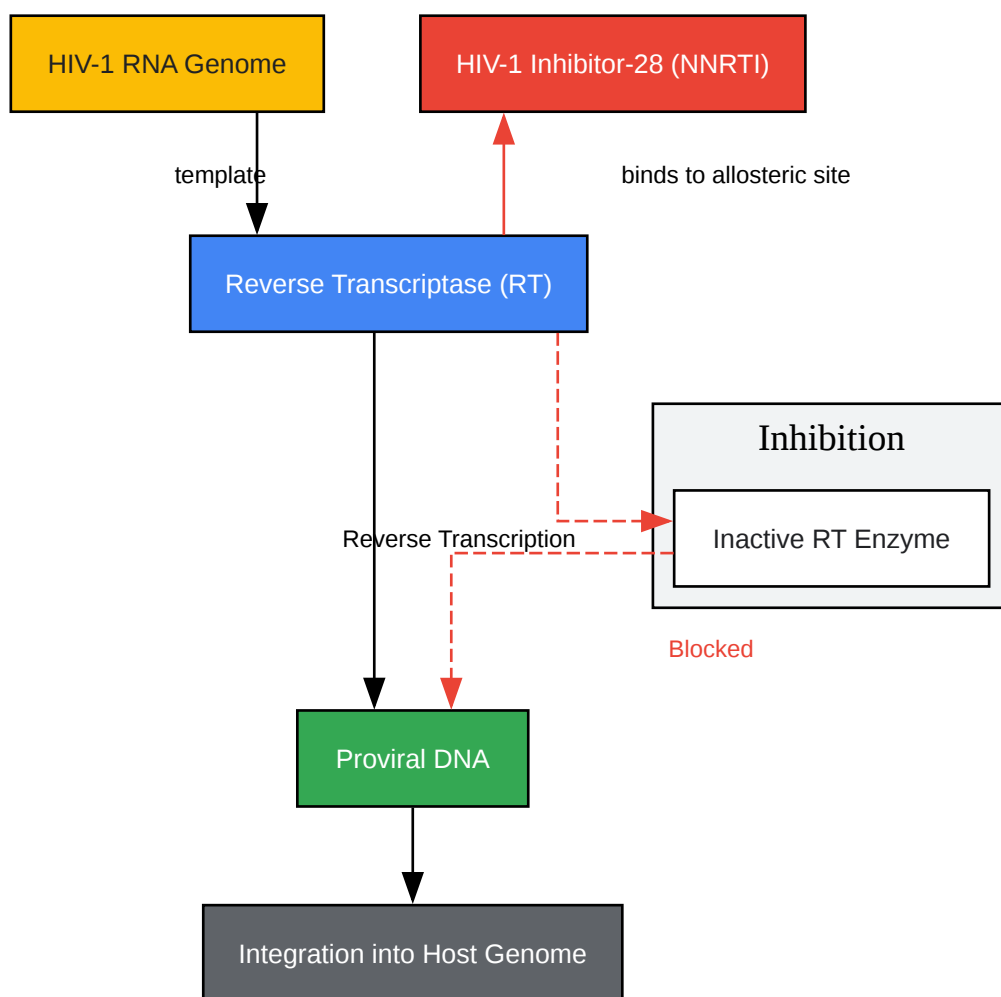 HIV-1 RNA Genome
HIV-1 Inhibitor-28 (NNRTI)
template
binds to allosteric site
Reverse Transcriptase (RT)
Inhibition
Reverse Transcription
Inactive RT Enzyme
Blocked
Proviral DNA
Integration into Host Genome